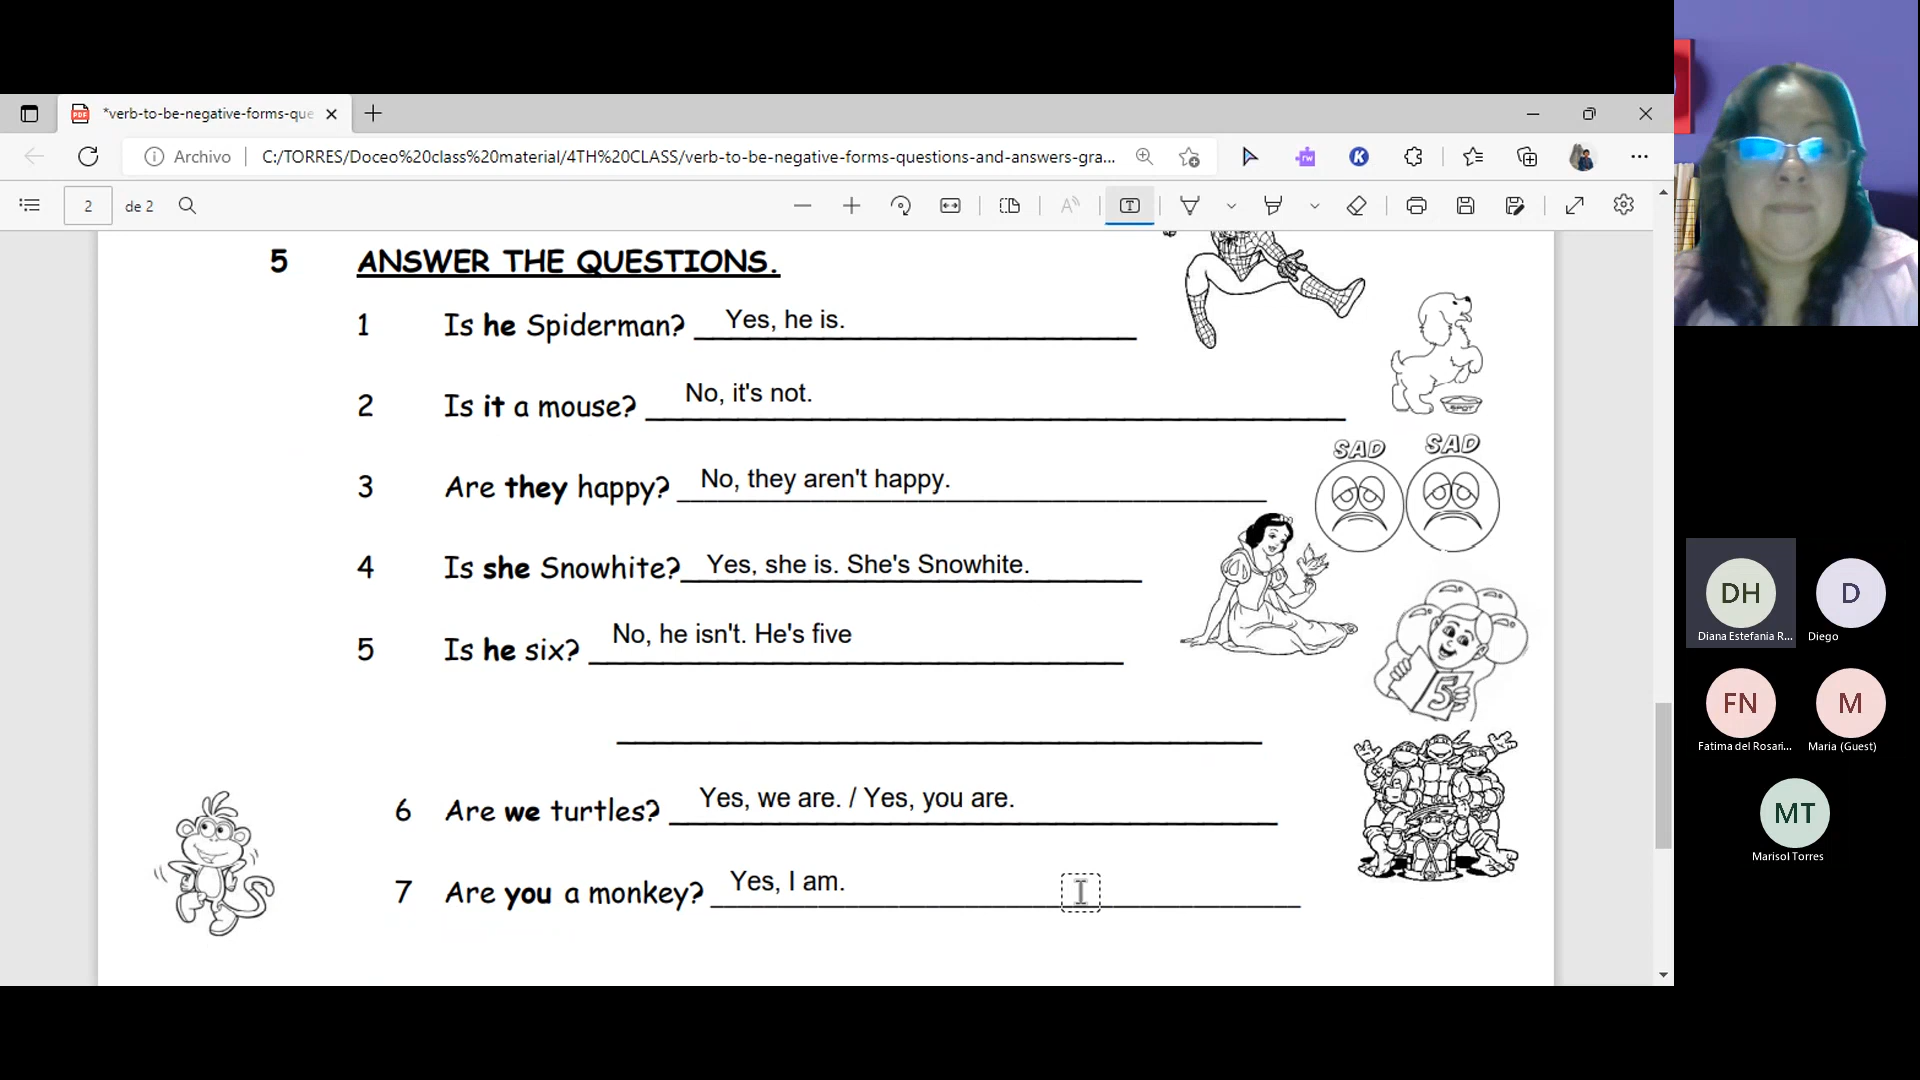 *verb-to-be-negative-forms-que
Archivo
C:/TORRES/Doceo%20class%20material/4TH%20CLASS/verb-to-be-negative-forms-questions-and-answers-gra...
2 de 2
5 ANSWER THE QUESTIONS.
1 Is he Spiderman? Yes, he is.
2 Is it a mouse? No, it's not.
SPOT
SAD SAD
3 Are they happy? No, they aren't happy.
4 Is she Snowhite? Yes, she is. She's Snowhite.
5 Is he six? No, he isn't. He's five
5
6 Are we turtles? Yes, we are. / Yes, you are.
7 Are you a monkey? Yes, I am.
DH
Diana Estefania R...
D
Diego
FN
Fatima del Rosari...
M
Maria (Guest)
MT
Marisol Torres